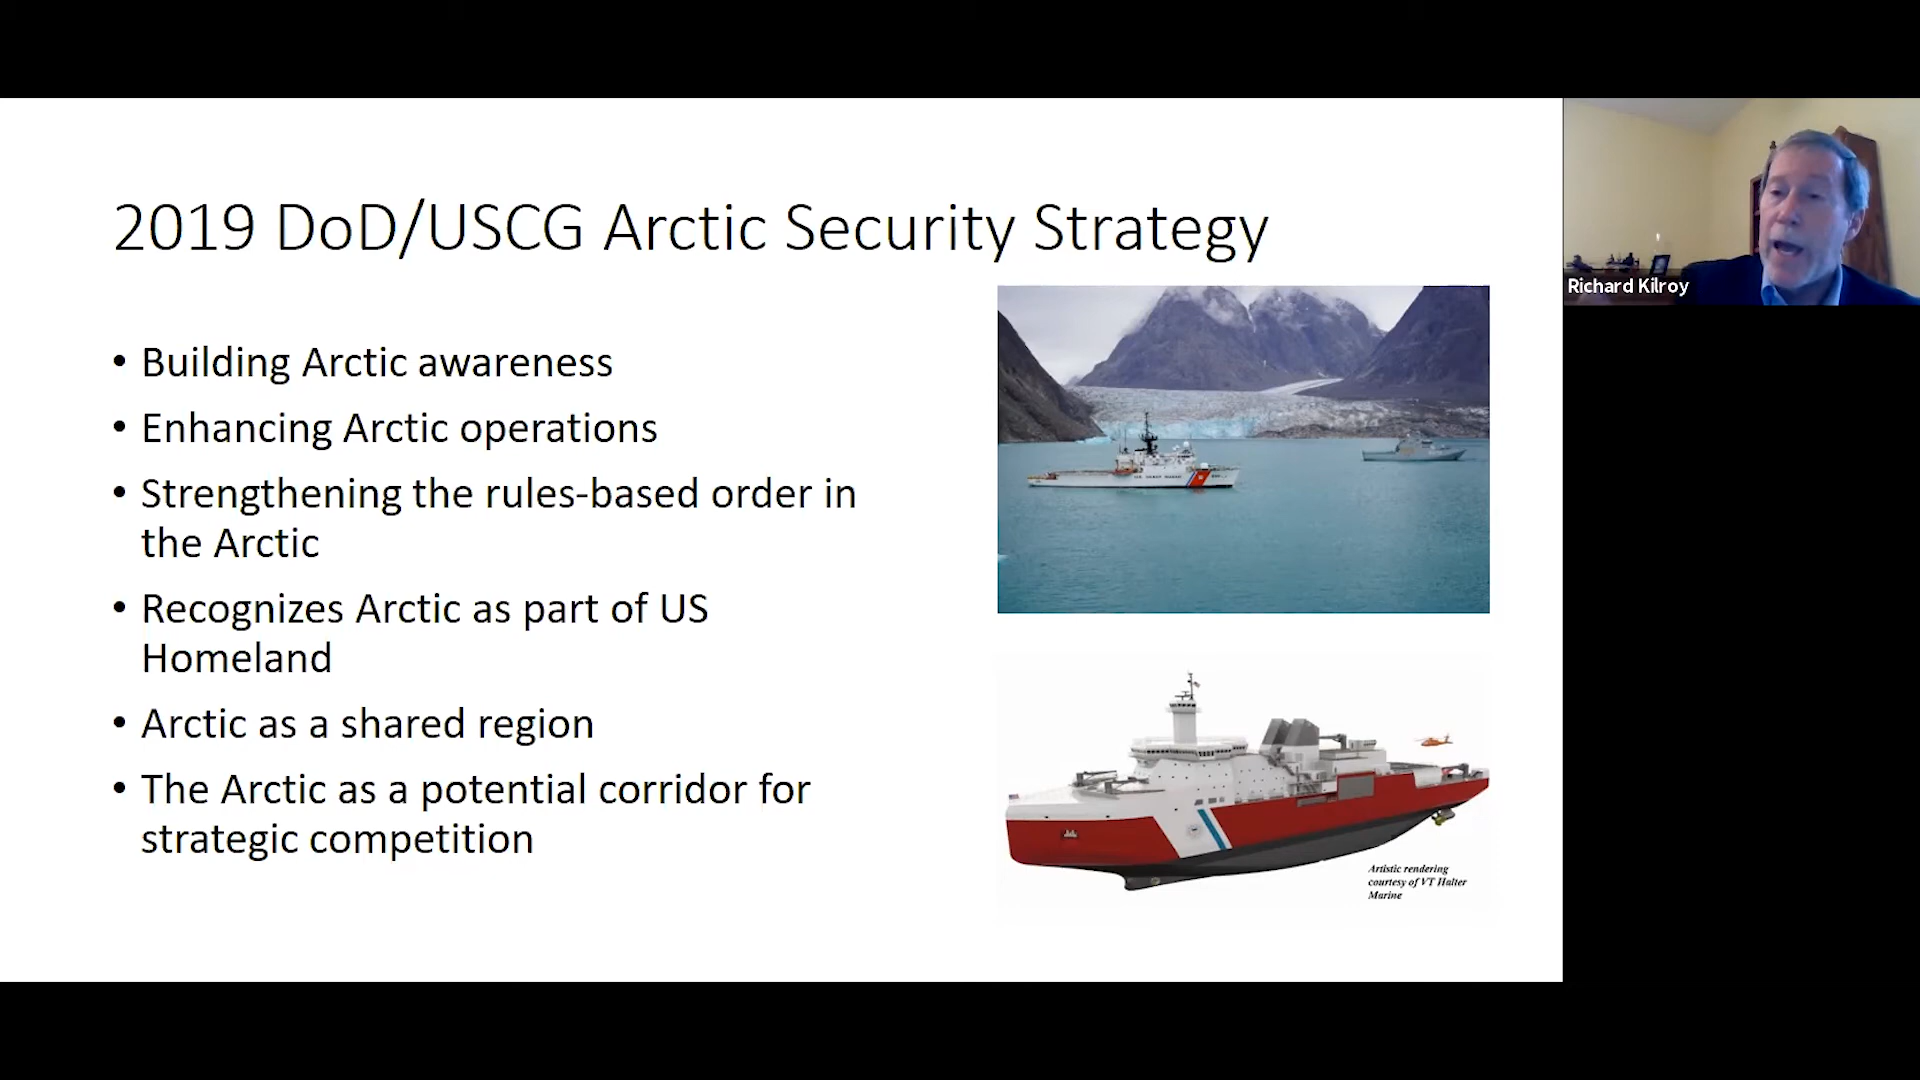 2019 DoD/USCG Arctic Security Strategy
Richard Kilroy
• Building Arctic awareness
• Enhancing Arctic operations
• Strengthening the rules-based order in
the Arctic
• Recognizes Arctic as part of US
Homeland
• Arctic as a shared region
• The Arctic as a potential corridor for
strategic competition
U.S. COAST GUARD
Artistic rendering
courtesy of VT Halter
Marine